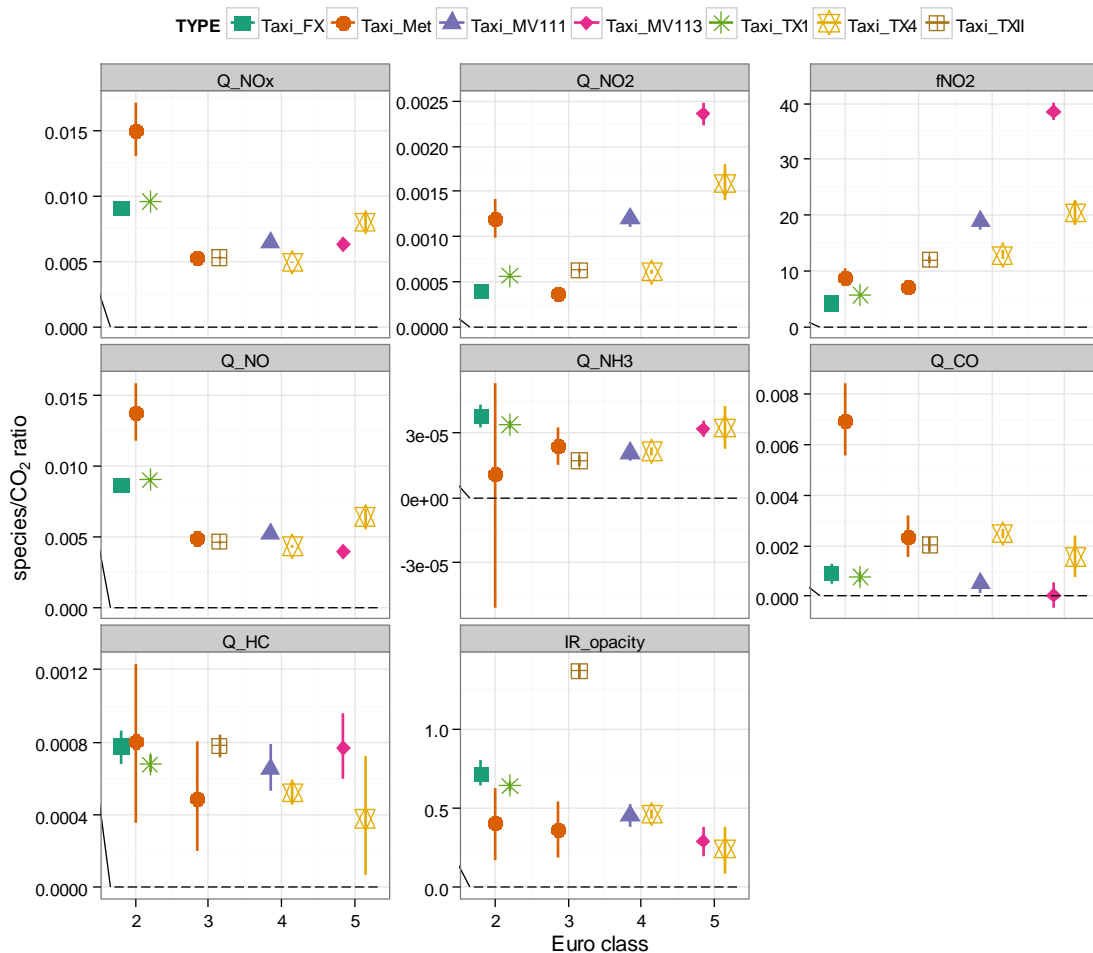 TYPE Taxi_FX Taxi_Met Taxi_MV111 Taxi_MV113 Taxi_TX1 Taxi_TX4 Taxi_TXII
Q_NOx Q_NO2 fNO2
0.015 0.010 0.005 0.000
0.0025 0.0020 0.0015 0.0010 0.0005 0.0000
40 30 20 10 0
Q_NO Q_NH3 Q_CO
0.015 0.010 0.005 0.000
3e-05 0e+00 -3e-05
0.008 0.006 0.004 0.002 0.000
Q_HC IR_opacity
0.0012 0.0008 0.0004 0.0000
1.0 0.5 0.0
2 3 4 5
2 3 4 5
species/CO₂ ratio
Euro class